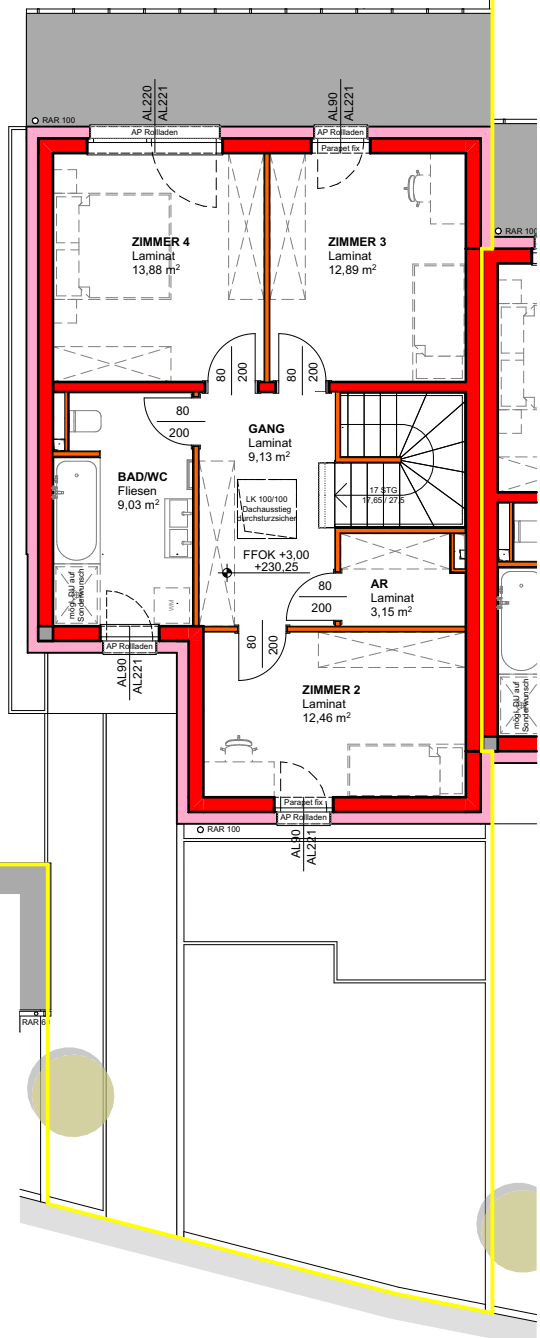 AL220
AL221
AL90
AL221
RAR 100
AP Rollladen
AP Rollladen
Parapet fix
RAR 100
ZIMMER 4
Laminat
13,88 m²
ZIMMER 3
Laminat
12,89 m²
80
200
80
200
80
200
GANG
Laminat
9,13 m²
BAD/WC
Fliesen
9,03 m²
LK 100/100
Dachausstieg
durchsturzsicher
17 STG
17,65 / 27,5
FFOK +3,00
+230,25
mögl. DU auf
Sonderwunsch
WM
80
200
AR
Laminat
3,15 m²
80
200
AP Rollladen
AL90
AL221
ZIMMER 2
Laminat
12,46 m²
mögl. DU auf
Sonderwunsch
Parapet fix
AP Rollladen
RAR 100
AL90
AL221